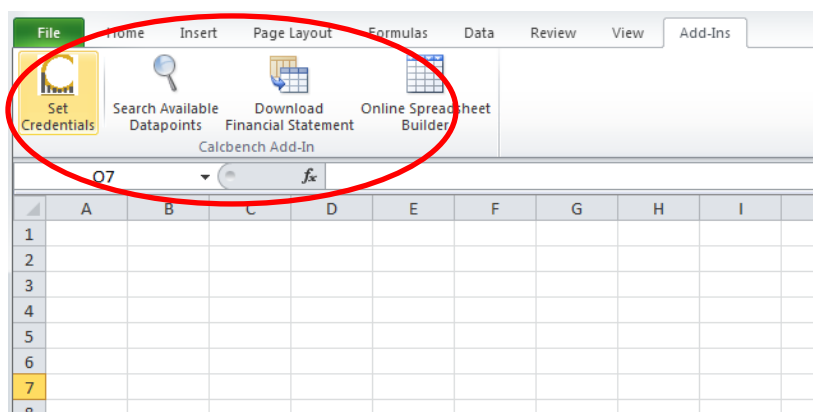 File Home Insert Page Layout Formulas Data Review View Add-Ins
Set Search Available Download Online Spreadsheet
Credentials Datapoints Financial Statement Builder
Calcbench Add-In
O7 fx
A B C D E F G H I
1
2
3
4
5
6
7
8